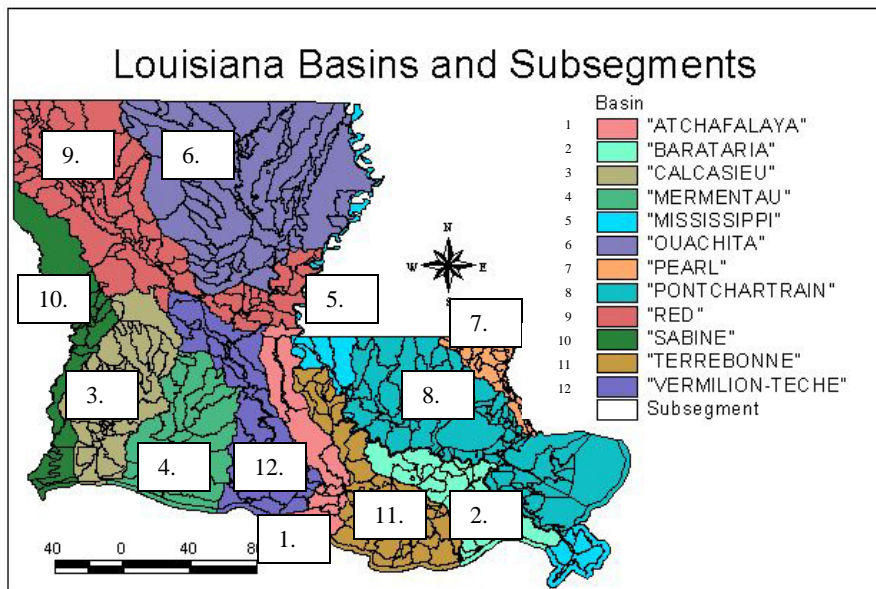 Louisiana Basins and Subsegments
Basin
1 "ATCHAFALAYA"
2 "BARATARIA"
3 "CALCASIEU"
4 "MERMENTAU"
5 "MISSISSIPPI"
6 "OUACHITA"
7 "PEARL"
8 "PONTCHARTRAIN"
9 "RED"
10 "SABINE"
11 "TERREBONNE"
12 "VERMILION-TECHE"
Subsegment
9.
6.
N
W E
S
10.
5.
7.
3.
8.
4.
12.
11.
2.
1.
40 0 40 80